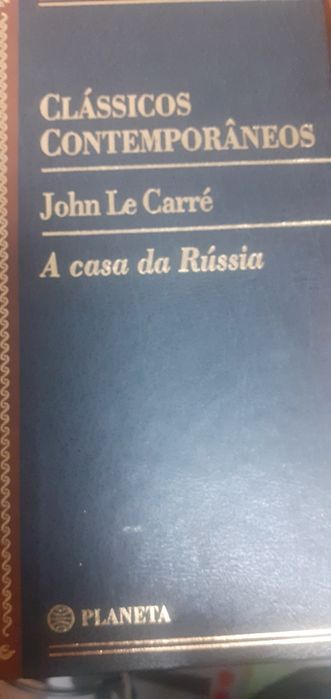 CLÁSSICOS
CONTEMPORÂNEOS
John Le Carré
A casa da Rússia
PLANETA